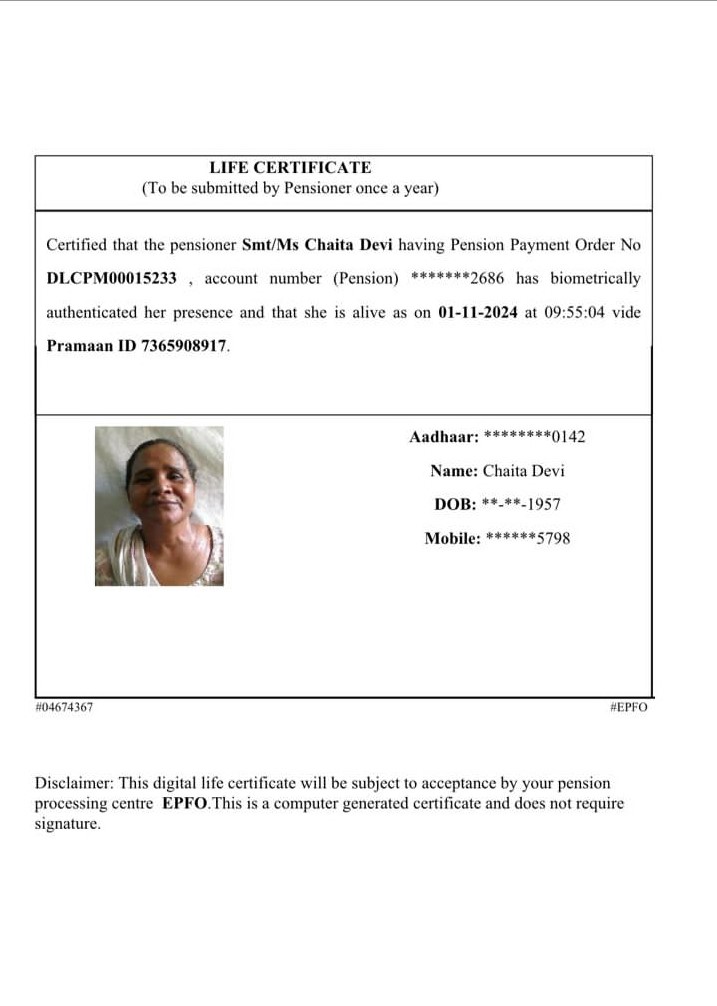 LIFE CERTIFICATE
(To be submitted by Pensioner once a year)
Certified that the pensioner Smt/Ms Chaita Devi having Pension Payment Order No
DLCPM00015233 , account number (Pension) *******2686 has biometrically
authenticated her presence and that she is alive as on 01-11-2024 at 09:55:04 vide
Pramaan ID 7365908917.
Aadhaar: ********0142
Name: Chaita Devi
DOB: **-**-1957
Mobile: ******5798
#04674367
#EPFO
Disclaimer: This digital life certificate will be subject to acceptance by your pension
processing centre EPFO.This is a computer generated certificate and does not require
signature.